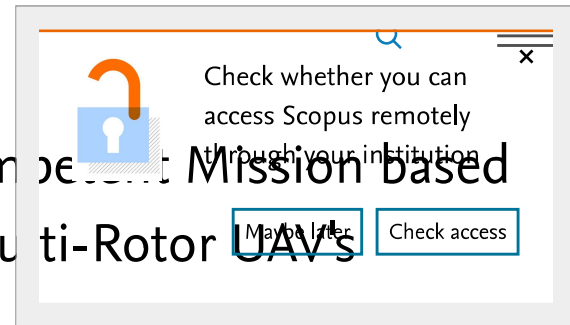 ×
Check whether you can
access Scopus remotely
through your institution
mpetent Mission based
Maybe later
Check access
ti-Rotor UAV's